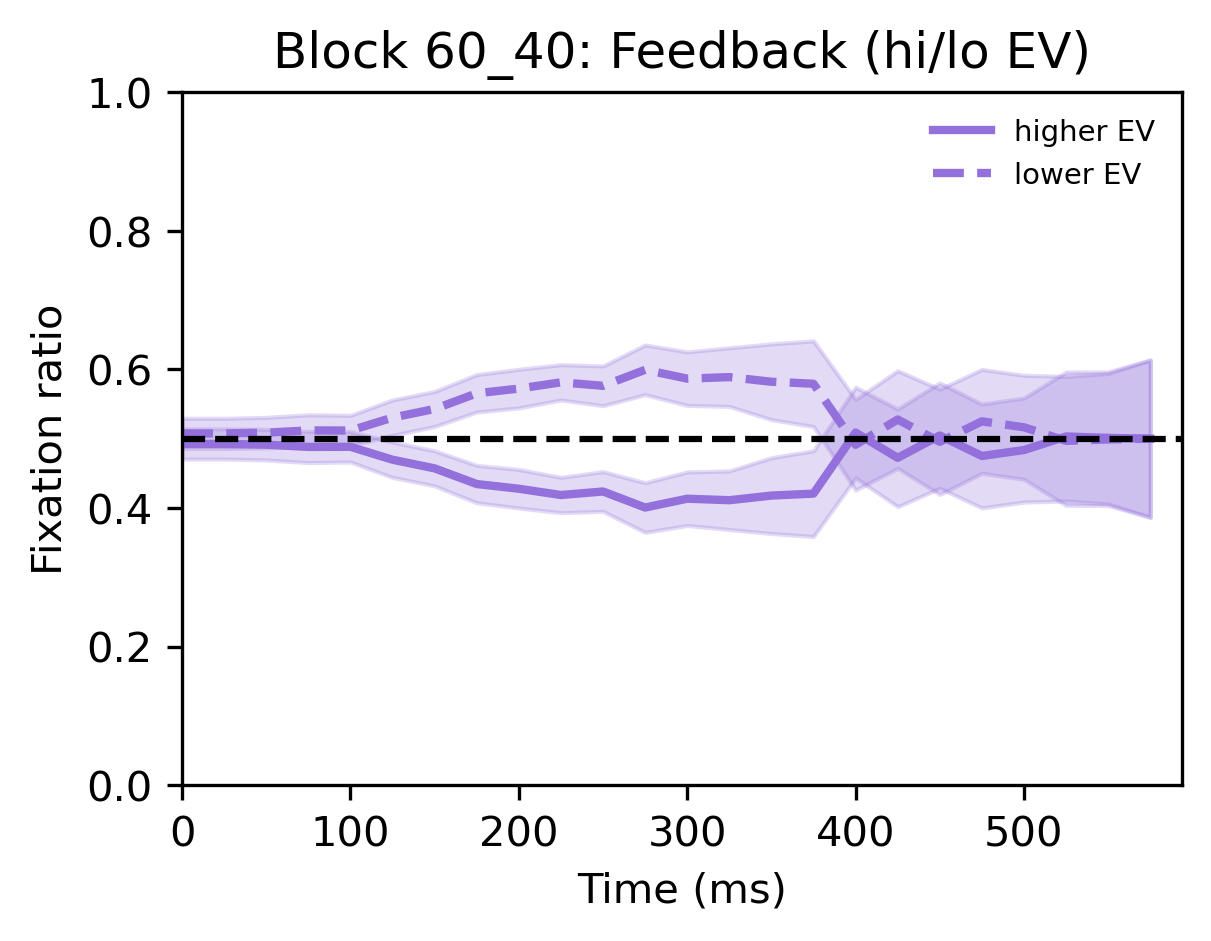 Block 60_40: Feedback (hi/lo EV)
higher EV
lower EV
Fixation ratio
1.0
0.8
0.6
0.4
0.2
0.0
0 100 200 300 400 500
Time (ms)